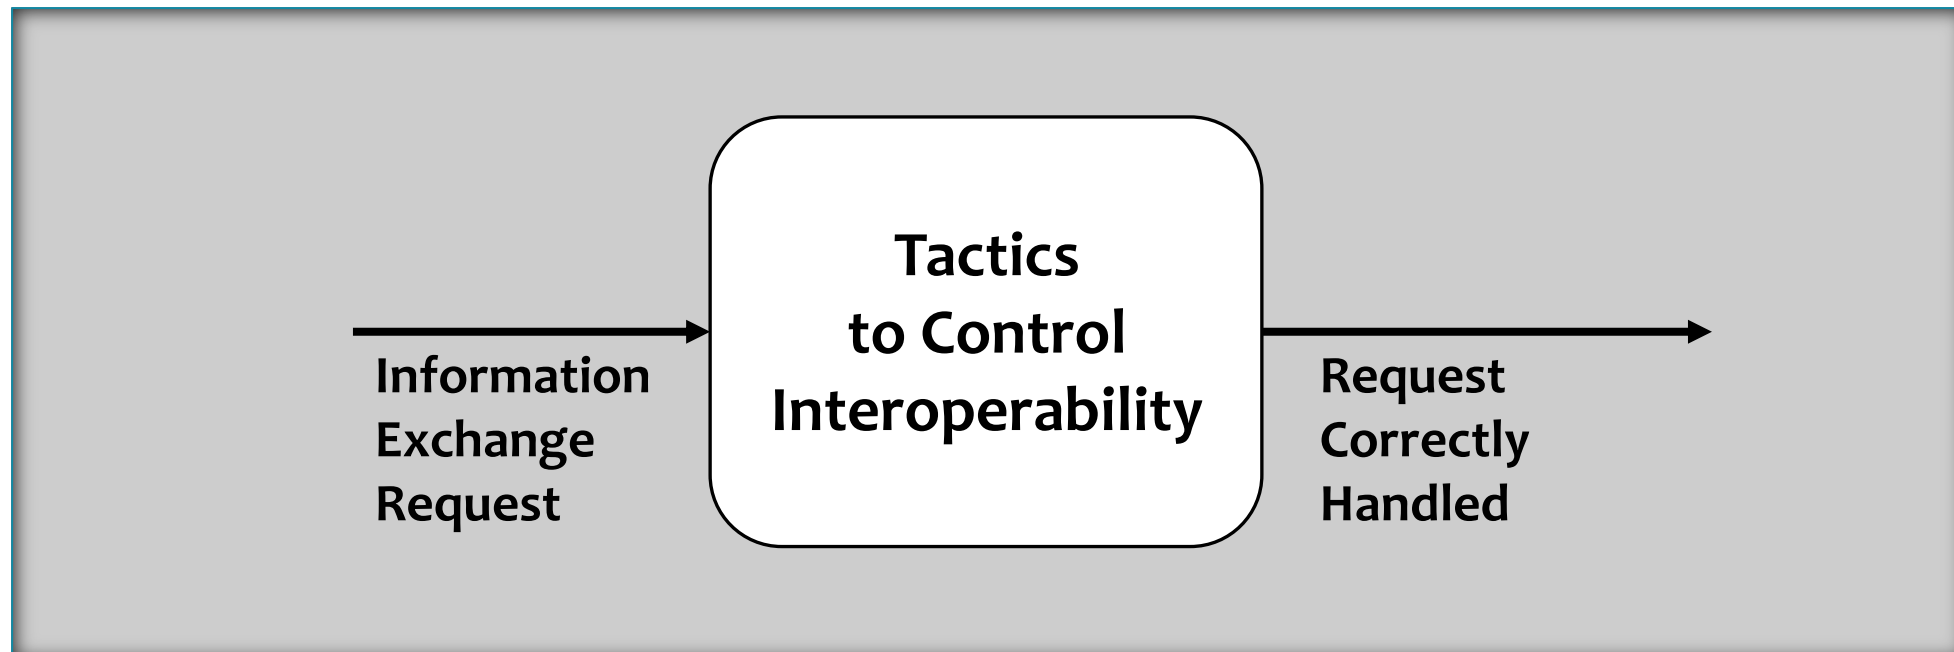 Information
Exchange
Request
Tactics
to Control
Interoperability
Request
Correctly
Handled